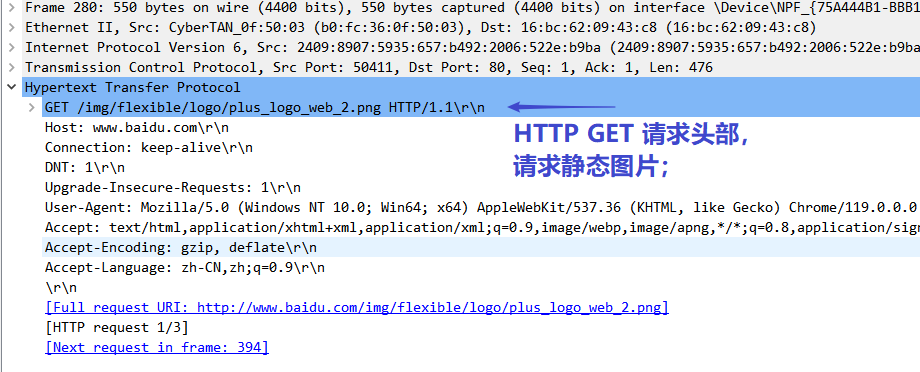 Frame 280: 550 bytes on wire (4400 bits), 550 bytes captured (4400 bits) on interface \Device\NPF_{75A444B1-BBB1
Ethernet II, Src: CyberTAN_0f:50:03 (b0:fc:36:0f:50:03), Dst: 16:bc:62:09:43:c8 (16:bc:62:09:43:c8)
Internet Protocol Version 6, Src: 2409:8907:5935:657:b492:2006:522e:b9ba (2409:8907:5935:657:b492:2006:522e:b9ba
Transmission Control Protocol, Src Port: 50411, Dst Port: 80, Seq: 1, Ack: 1, Len: 476
Hypertext Transfer Protocol
GET /img/flexible/logo/plus_logo_web_2.png HTTP/1.1\r\n
Host: www.baidu.com\r\n
HTTP GET 请求头部，
Connection: keep-alive\r\n
DNT: 1\r\n
请求静态图片；
Upgrade-Insecure-Requests: 1\r\n
User-Agent: Mozilla/5.0 (Windows NT 10.0; Win64; x64) AppleWebKit/537.36 (KHTML, like Gecko) Chrome/119.0.0.0
Accept: text/html,application/xhtml+xml,application/xml;q=0.9,image/webp,image/apng,*/*;q=0.8,application/sign
Accept-Encoding: gzip, deflate\r\n
Accept-Language: zh-CN,zh;q=0.9\r\n
\r\n
[Full request URI: http://www.baidu.com/img/flexible/logo/plus_logo_web_2.png]
[HTTP request 1/3]
[Next request in frame: 394]